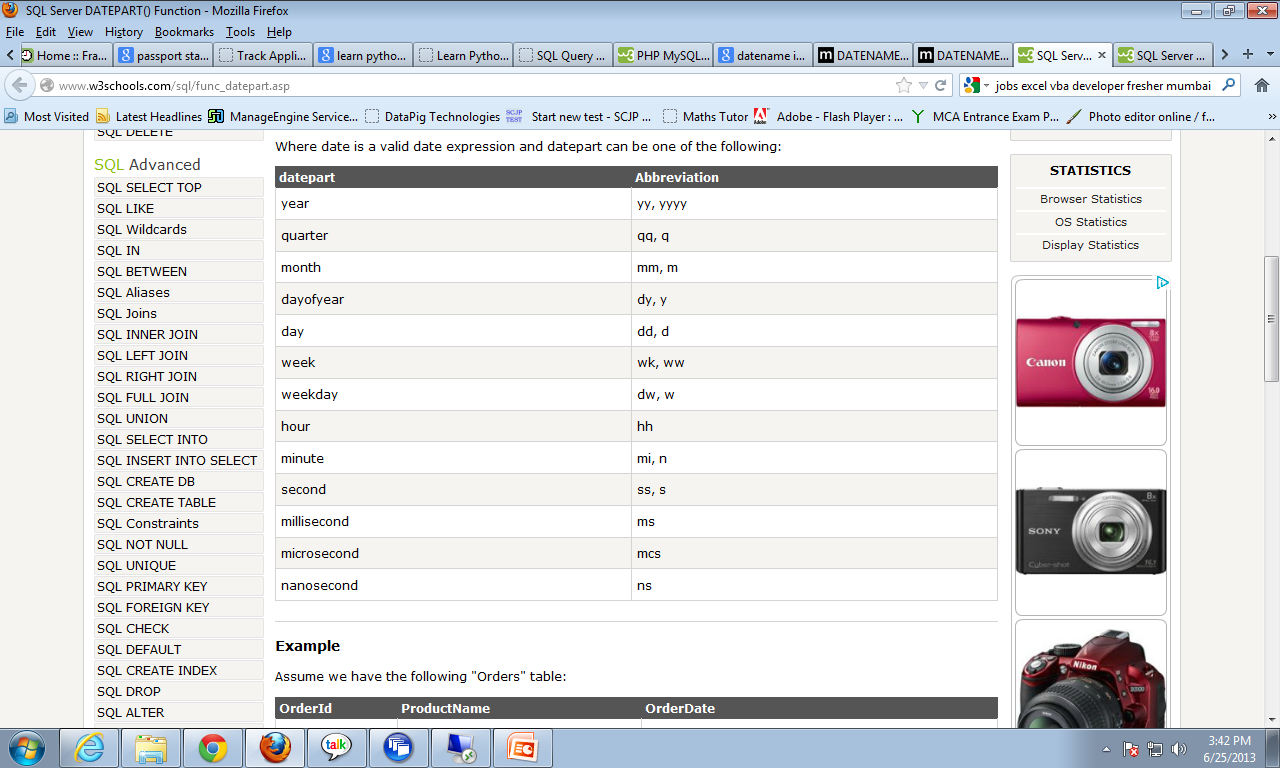 SQL Server DATEPART() Function - Mozilla Firefox
File Edit View History Bookmarks Tools Help
Home :: Fra...
passport sta...
Track Appli...
learn pytho...
Learn Pytho...
SQL Query ...
PHP MySQL...
datename i...
DATENAME...
DATENAME...
SQL Serv...
SQL Server ...
www.w3schools.com/sql/func_datepart.asp
jobs excel vba developer fresher mumbai
Most Visited
Latest Headlines
ManageEngine Service...
DataPig Technologies
SCJP TEST
Start new test - SCJP ...
Maths Tutor
Adobe - Flash Player : ...
MCA Entrance Exam P...
Photo editor online / f...
SQL DELETE
SQL Advanced
SQL SELECT TOP
SQL LIKE
SQL Wildcards
SQL IN
SQL BETWEEN
SQL Aliases
SQL Joins
SQL INNER JOIN
SQL LEFT JOIN
SQL RIGHT JOIN
SQL FULL JOIN
SQL UNION
SQL SELECT INTO
SQL INSERT INTO SELECT
SQL CREATE DB
SQL CREATE TABLE
SQL Constraints
SQL NOT NULL
SQL UNIQUE
SQL PRIMARY KEY
SQL FOREIGN KEY
SQL CHECK
SQL DEFAULT
SQL CREATE INDEX
SQL DROP
SQL ALTER
Where date is a valid date expression and datepart can be one of the following:
datepart Abbreviation
year yy, yyyy
quarter qq, q
month mm, m
dayofyear dy, y
day dd, d
week wk, ww
weekday dw, w
hour hh
minute mi, n
second ss, s
millisecond ms
microsecond mcs
nanosecond ns
Example
Assume we have the following "Orders" table:
OrderId ProductName OrderDate
STATISTICS
Browser Statistics
OS Statistics
Display Statistics
Canon
SONY
Cyber-shot
Nikon
talk
3:42 PM
6/25/2013